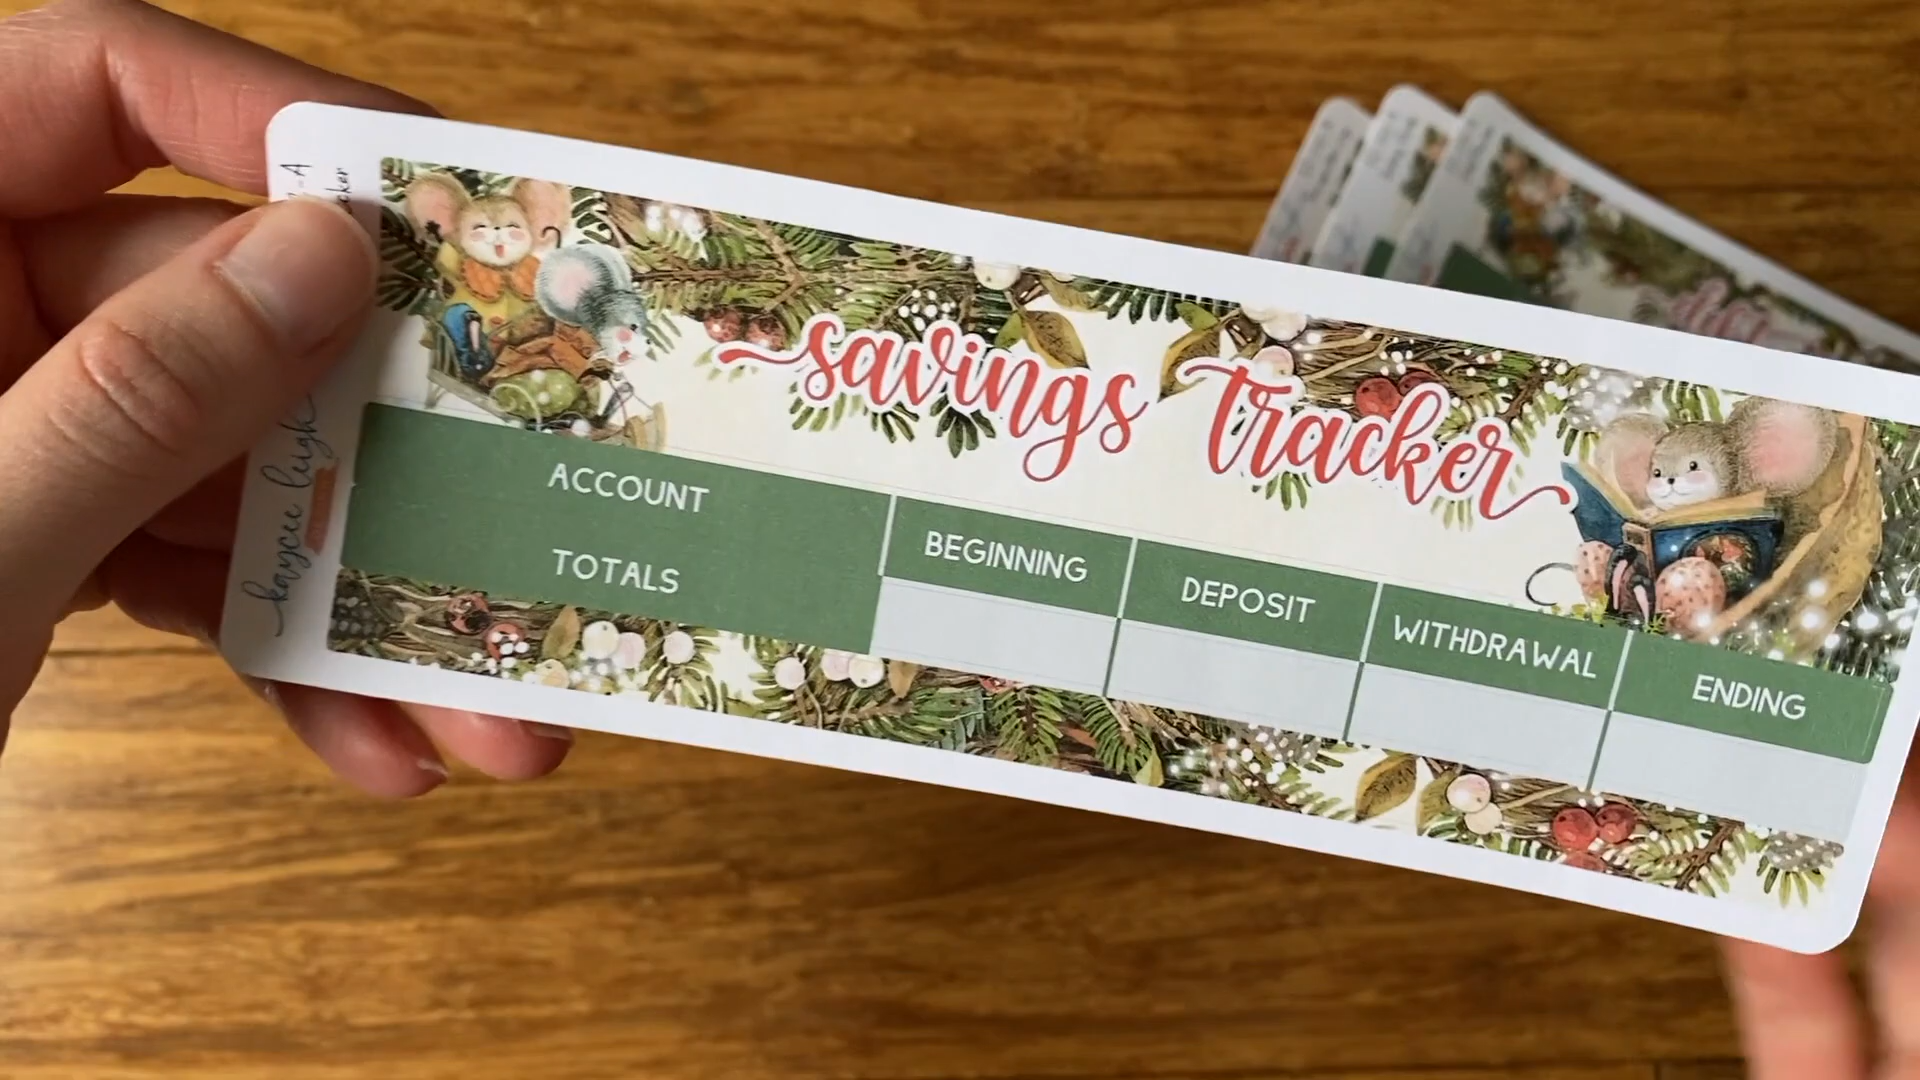 savings tracker
ACCOUNT
TOTALS
BEGINNING
DEPOSIT
WITHDRAWAL
ENDING
kaycee leigh